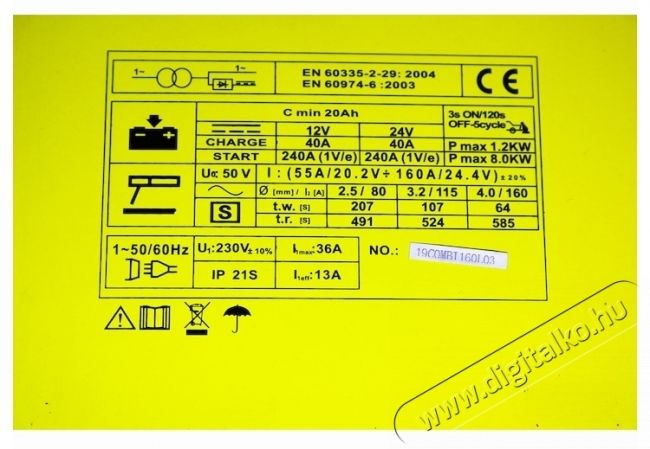 1~ 1~ EN 60335-2-29: 2004
EN 60974-6 :2003 CE
C min 20Ah 3s ON/120s
OFF-5cycle
12V 24V
CHARGE 40A 40A P max 1.2KW
START 240A (1V/e) 240A (1V/e) P max 8.0KW
U₀: 50 V I : (55A/20.2V÷160A/24.4V)± 20%
Ø [mm] / I₂ [A] 2.5/ 80 3.2/115 4.0/160
S t.w. [S] 207 107 64
t.r. [S] 491 524 585
1~50/60Hz U₁:230V± 10% I₁max:36A NO.: 19COMBI160L03
IP 21S I₁eff:13A
www.digitalko.hu